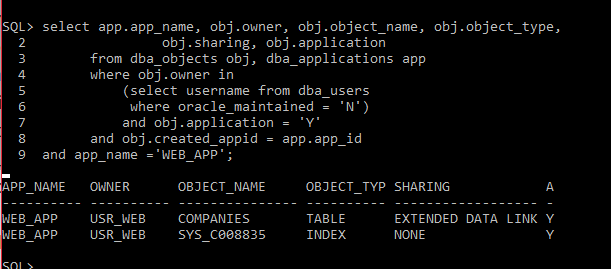 SQL> select app.app_name, obj.owner, obj.object_name, obj.object_type,
2 obj.sharing, obj.application
3 from dba_objects obj, dba_applications app
4 where obj.owner in
5 (select username from dba_users
6 where oracle_maintained = 'N')
7 and obj.application = 'Y'
8 and obj.created_appid = app.app_id
9 and app_name ='WEB_APP';
APP_NAME OWNER OBJECT_NAME OBJECT_TYP SHARING A
---------- ---------- --------------- ---------- ------------------ -
WEB_APP USR_WEB COMPANIES TABLE EXTENDED DATA LINK Y
WEB_APP USR_WEB SYS_C008835 INDEX NONE Y
SQL>